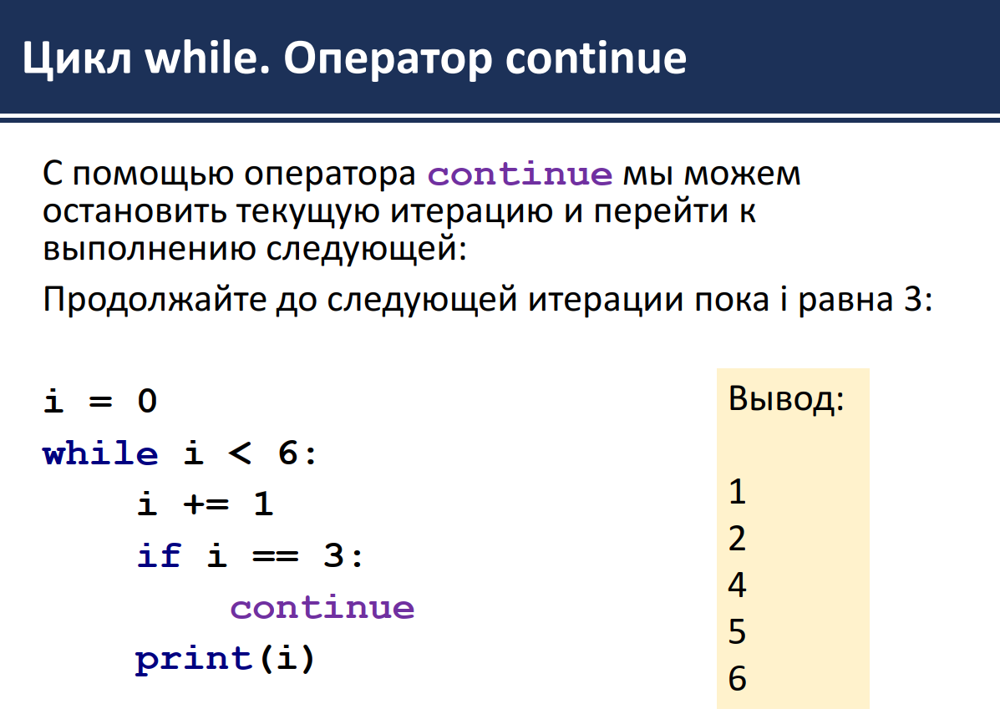 Цикл while. Оператор continue
С помощью оператора continue мы можем
остановить текущую итерацию и перейти к
выполнению следующей:
Продолжайте до следующей итерации пока i равна 3:
i = 0
while i < 6:
    i += 1
    if i == 3:
        continue
    print(i)
Вывод:
1
2
4
5
6